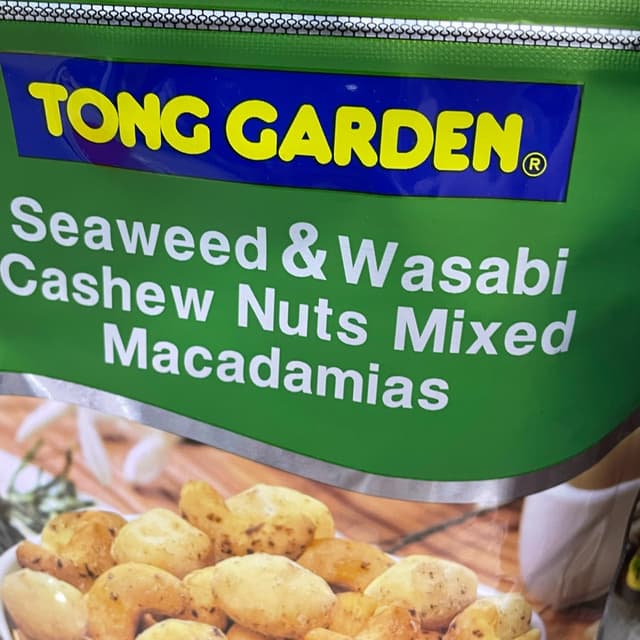 TONG GARDEN®
Seaweed & Wasabi
Cashew Nuts Mixed
Macadamias